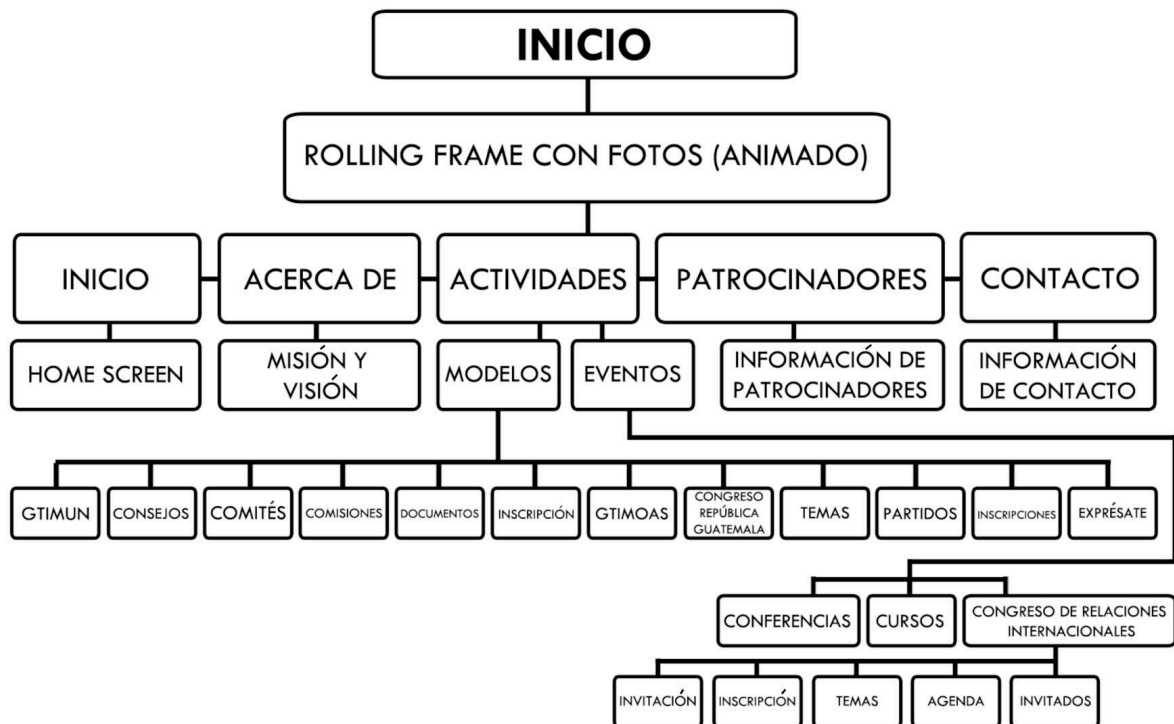 INICIO
ROLLING FRAME CON FOTOS (ANIMADO)
INICIO
ACERCA DE
ACTIVIDADES
PATROCINADORES
CONTACTO
HOME SCREEN
MISIÓN Y
VISIÓN
MODELOS
EVENTOS
INFORMACIÓN DE
PATROCINADORES
INFORMACIÓN
DE CONTACTO
GTIMUN
CONSEJOS
COMITÉS
COMISIONES
DOCUMENTOS
INSCRIPCIÓN
GTIMOAS
CONGRESO
REPÚBLICA
GUATEMALA
TEMAS
PARTIDOS
INSCRIPCIONES
EXPRÉSATE
CONFERENCIAS
CURSOS
CONGRESO DE RELACIONES
INTERNACIONALES
INVITACIÓN
INSCRIPCIÓN
TEMAS
AGENDA
INVITADOS